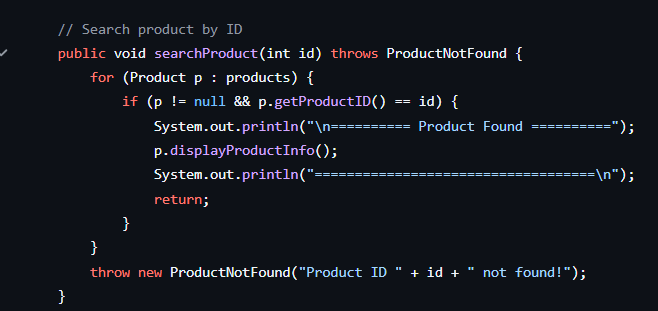 // Search product by ID
public void searchProduct(int id) throws ProductNotFound {
for (Product p : products) {
if (p != null && p.getProductID() == id) {
System.out.println("\n========== Product Found ==========");
p.displayProductInfo();
System.out.println("===================================\n");
return;
}
}
throw new ProductNotFound("Product ID " + id + " not found!");
}